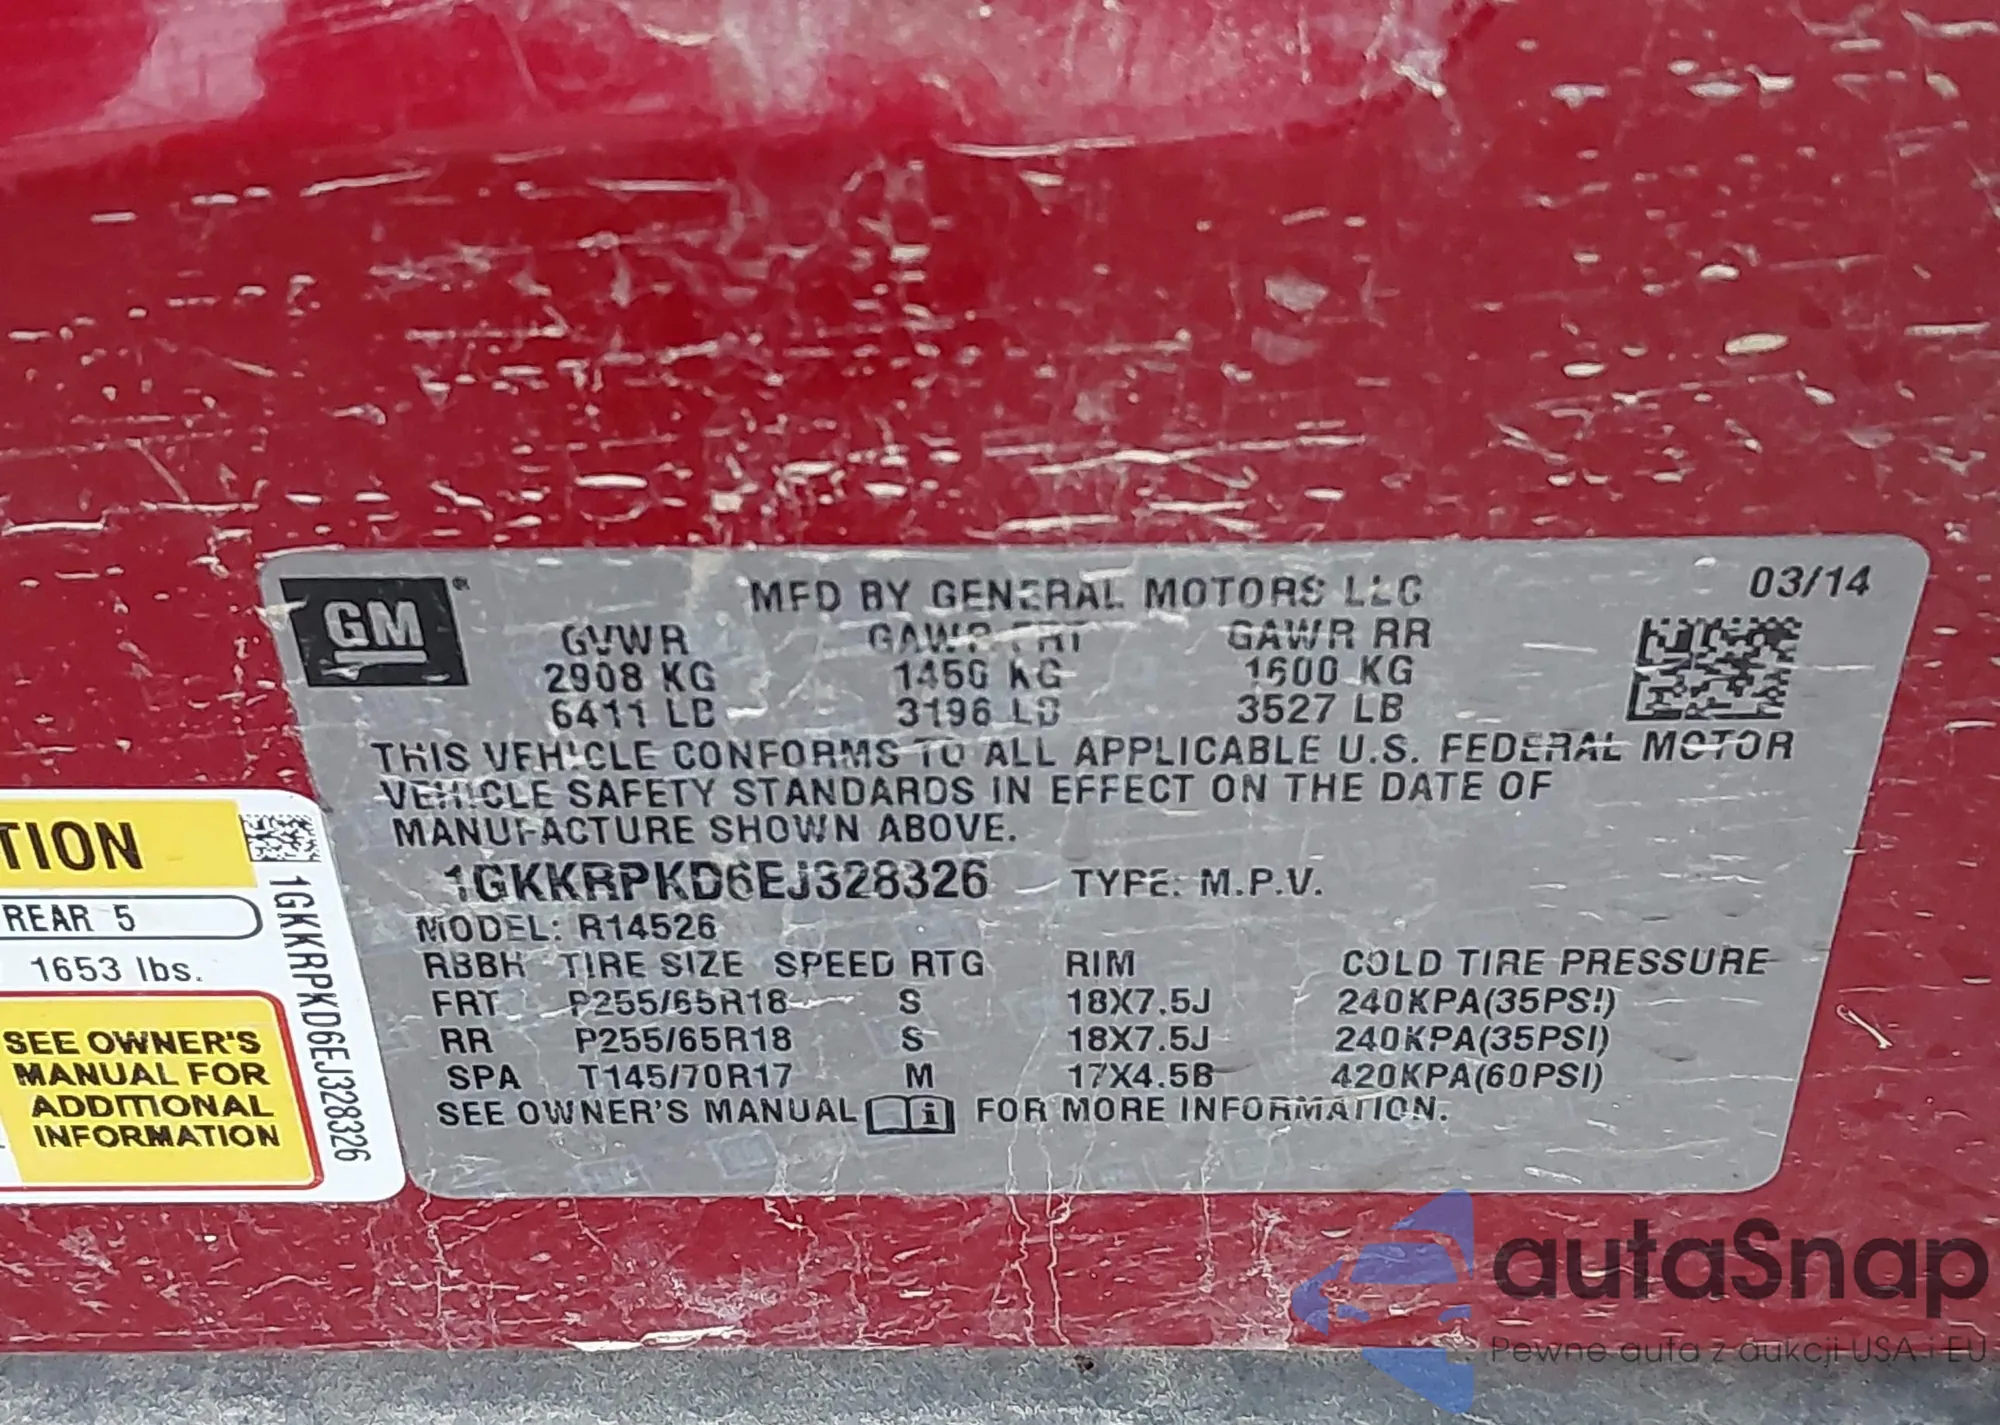 GM
MFD BY GENERAL MOTORS LLC
03/14
GVWR GAWR FRT GAWR RR
2908 KG 1450 KG 1600 KG
6411 LB 3196 LB 3527 LB
THIS VEHICLE CONFORMS TO ALL APPLICABLE U.S. FEDERAL MOTOR
VEHICLE SAFETY STANDARDS IN EFFECT ON THE DATE OF
MANUFACTURE SHOWN ABOVE.
1GKKRPKD6EJ328326 TYPE: M.P.V.
MODEL: R14526
TIRE SIZE SPEED RTG RIM COLD TIRE PRESSURE
FRT P255/65R18 S 18X7.5J 240KPA(35PSI)
RR P255/65R18 S 18X7.5J 240KPA(35PSI)
SPA T145/70R17 M 17X4.5B 420KPA(60PSI)
SEE OWNER'S MANUAL i FOR MORE INFORMATION.
TION
REAR 5
1653 lbs.
SEE OWNER'S
MANUAL FOR
ADDITIONAL
INFORMATION
1GKKRPKD6EJ328326
autaSnap
Pewne auta z aukcji USA i EU